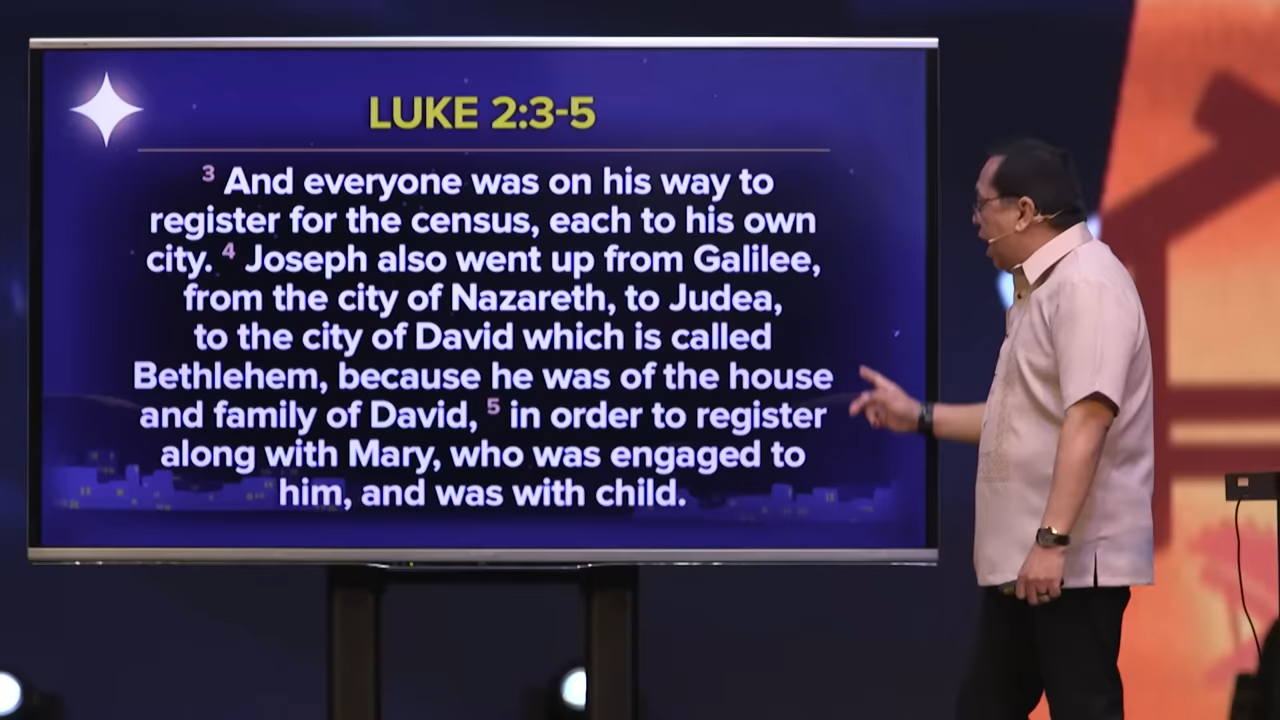 LUKE 2:3-5
3 And everyone was on his way to
register for the census, each to his own
city. 4 Joseph also went up from Galilee,
from the city of Nazareth, to Judea,
to the city of David which is called
Bethlehem, because he was of the house
and family of David, 5 in order to register
along with Mary, who was engaged to
him, and was with child.